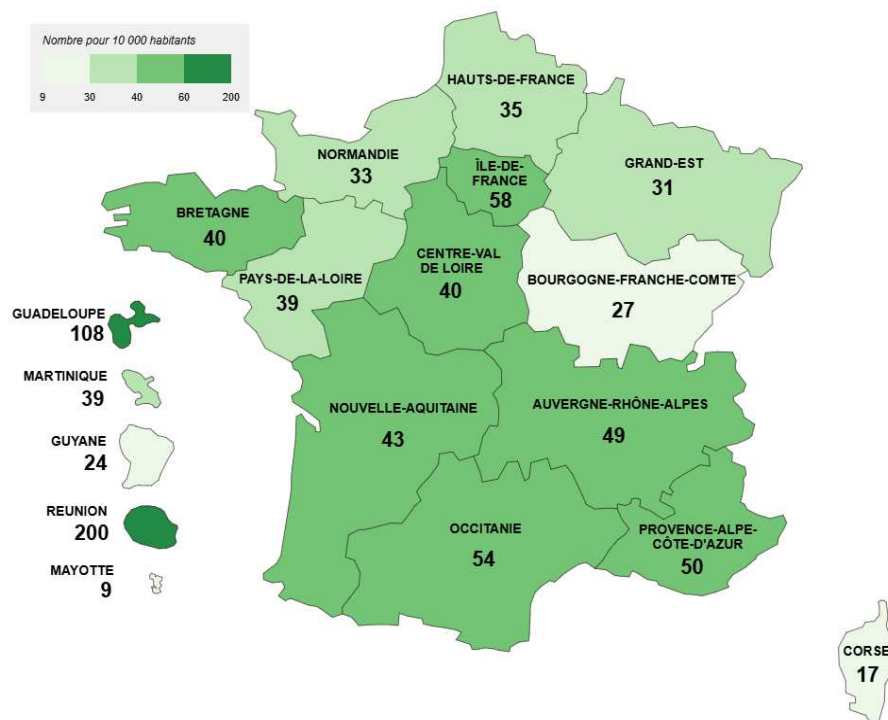 Nombre pour 10 000 habitants
9 30 40 60 200
HAUTS-DE-FRANCE
35
NORMANDIE
33
ÎLE-DE-
FRANCE
58
GRAND-EST
31
BRETAGNE
40
PAYS-DE-LA-LOIRE
39
CENTRE-VAL
DE LOIRE
40
BOURGOGNE-FRANCHE-COMTE
27
GUADELOUPE
108
MARTINIQUE
39
GUYANE
24
REUNION
200
MAYOTTE
9
NOUVELLE-AQUITAINE
43
AUVERGNE-RHÔNE-ALPES
49
OCCITANIE
54
PROVENCE-ALPE-
CÔTE-D'AZUR
50
CORSE
17